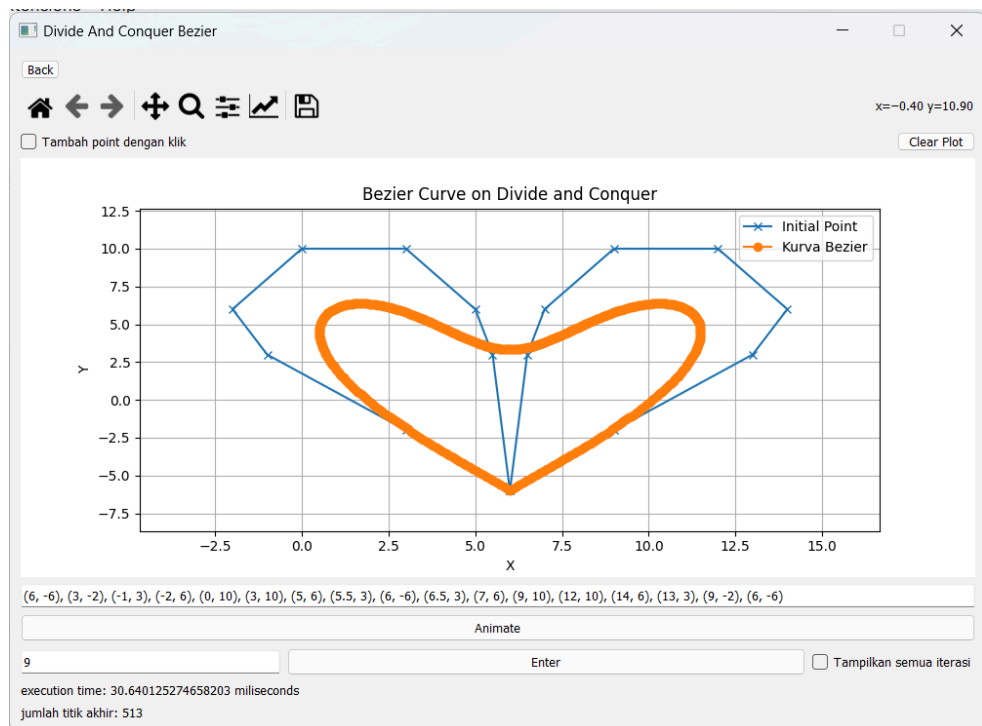 Divide And Conquer Bezier
Back
x=−0.40 y=10.90
Tambah point dengan klik
Clear Plot
Bezier Curve on Divide and Conquer
12.5
10.0
7.5
5.0
2.5
0.0
−2.5
−5.0
−7.5
Y
Initial Point
Kurva Bezier
−2.5 0.0 2.5 5.0 7.5 10.0 12.5 15.0
X
(6, -6), (3, -2), (-1, 3), (-2, 6), (0, 10), (3, 10), (5, 6), (5.5, 3), (6, -6), (6.5, 3), (7, 6), (9, 10), (12, 10), (14, 6), (13, 3), (9, -2), (6, -6)
Animate
9
Enter
Tampilkan semua iterasi
execution time: 30.640125274658203 miliseconds
jumlah titik akhir: 513